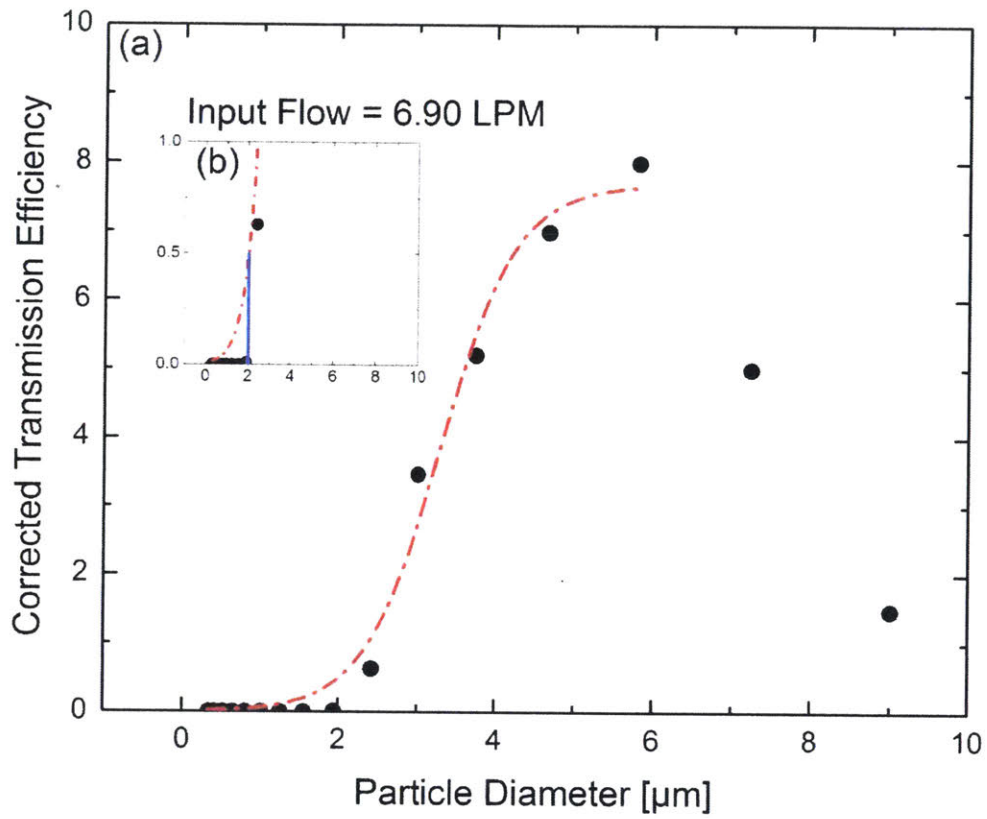 (a)
Input Flow = 6.90 LPM
(b)
1.0
0.5
0.0
0 2 4 6 8 10
10
8
6
4
2
0
Corrected Transmission Efficiency
0 2 4 6 8 10
Particle Diameter [µm]